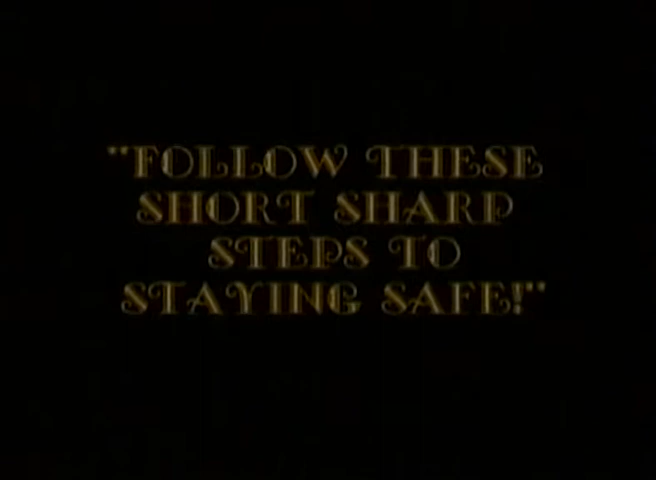 "FOLLOW THESE
SHORT SHARP
STEPS TO
STAYING SAFE!"